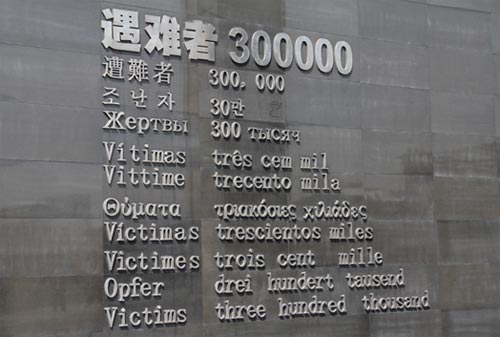 遇难者 300000
遭難者 300,000
조난자 30만
Жертвы 300 тысяч
Vítimas três cem mil
Vittime trecento mila
Θύματα τριακόσιες χιλιάδες
Víctimas trescientos miles
Victimes trois cent mille
Opfer drei hundert tausend
Victims three hundred thousand